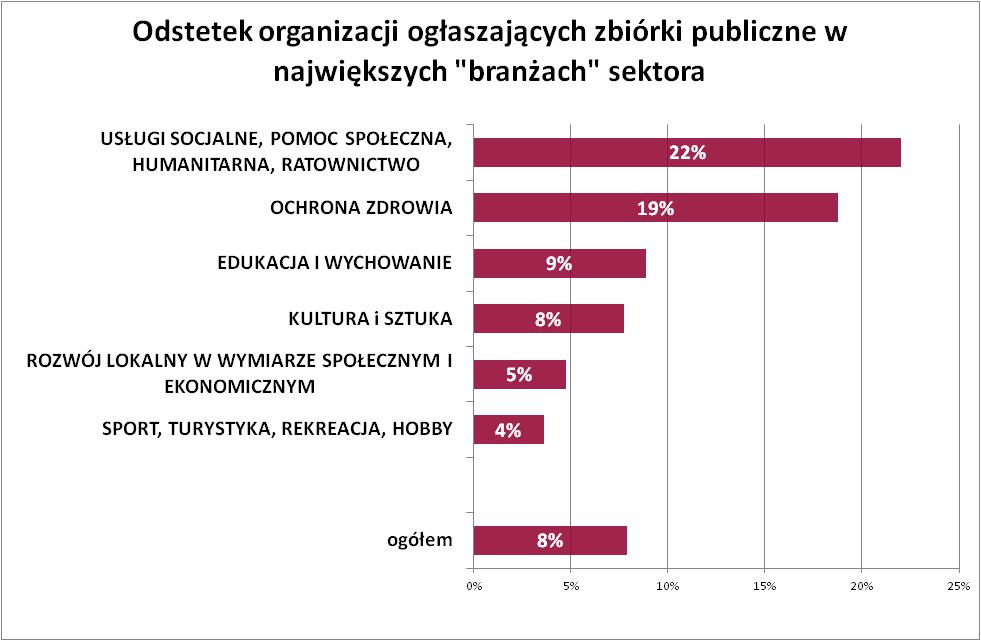 Odstetek organizacji ogłaszających zbiórki publiczne w
największych "branżach" sektora
USŁUGI SOCJALNE, POMOC SPOŁECZNA,
HUMANITARNA, RATOWNICTWO
22%
OCHRONA ZDROWIA
19%
EDUKACJA I WYCHOWANIE
9%
KULTURA i SZTUKA
8%
ROZWÓJ LOKALNY W WYMIARZE SPOŁECZNYM I
EKONOMICZNYM
5%
SPORT, TURYSTYKA, REKREACJA, HOBBY
4%
ogółem
8%
0% 5% 10% 15% 20% 25%